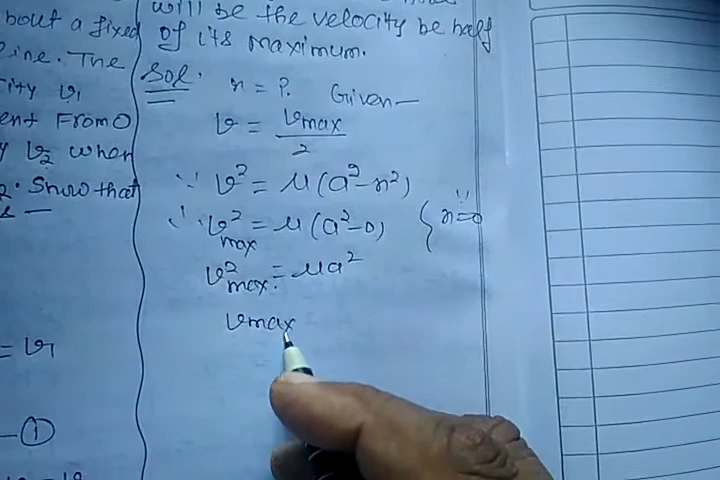 bout a fixed
line. The
city v₁
ent From O
y v₂ when
2. Show that
= v₁
—①
will be the velocity be half
of its maximum.
Sol.
x = ?. Given—
v = vmax / 2
∵ v² = μ(a²-x²)
∴ v²max = μ(a²-0) { ∵ x=0
v²max = μa²
vmax